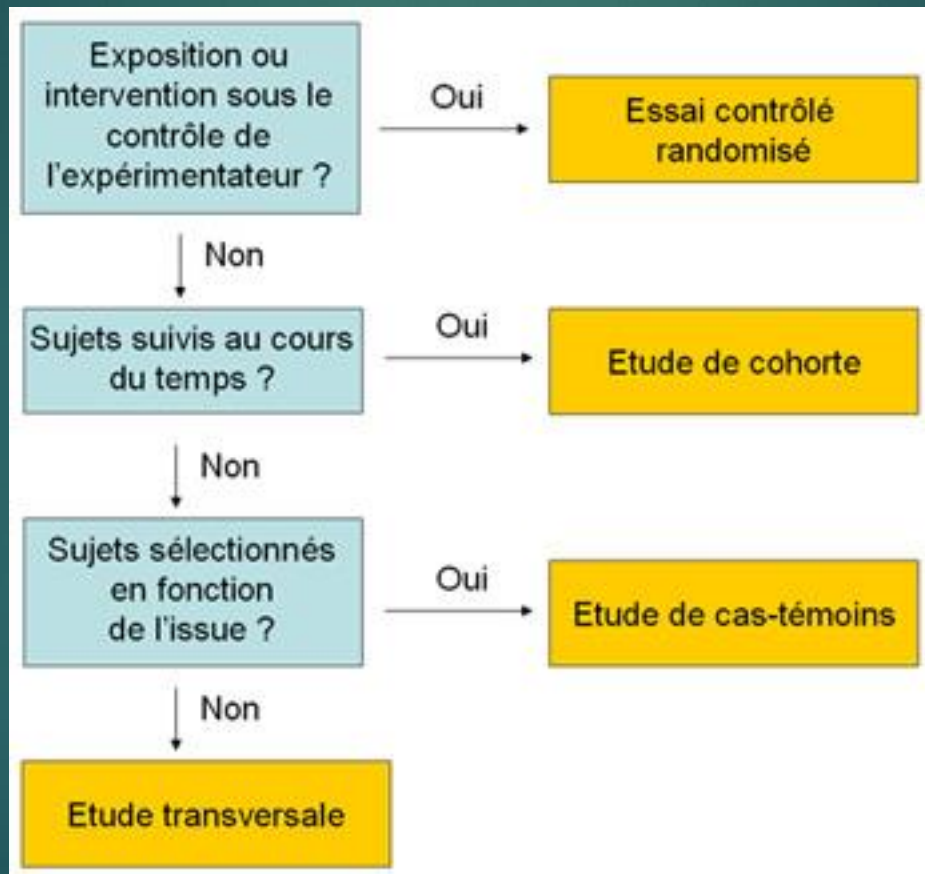 Exposition ou
intervention sous le
contrôle de
l'expérimentateur ?
Oui
Essai contrôlé
randomisé
Non
Sujets suivis au cours
du temps ?
Oui
Etude de cohorte
Non
Sujets sélectionnés
en fonction
de l'issue ?
Oui
Etude de cas-témoins
Non
Etude transversale